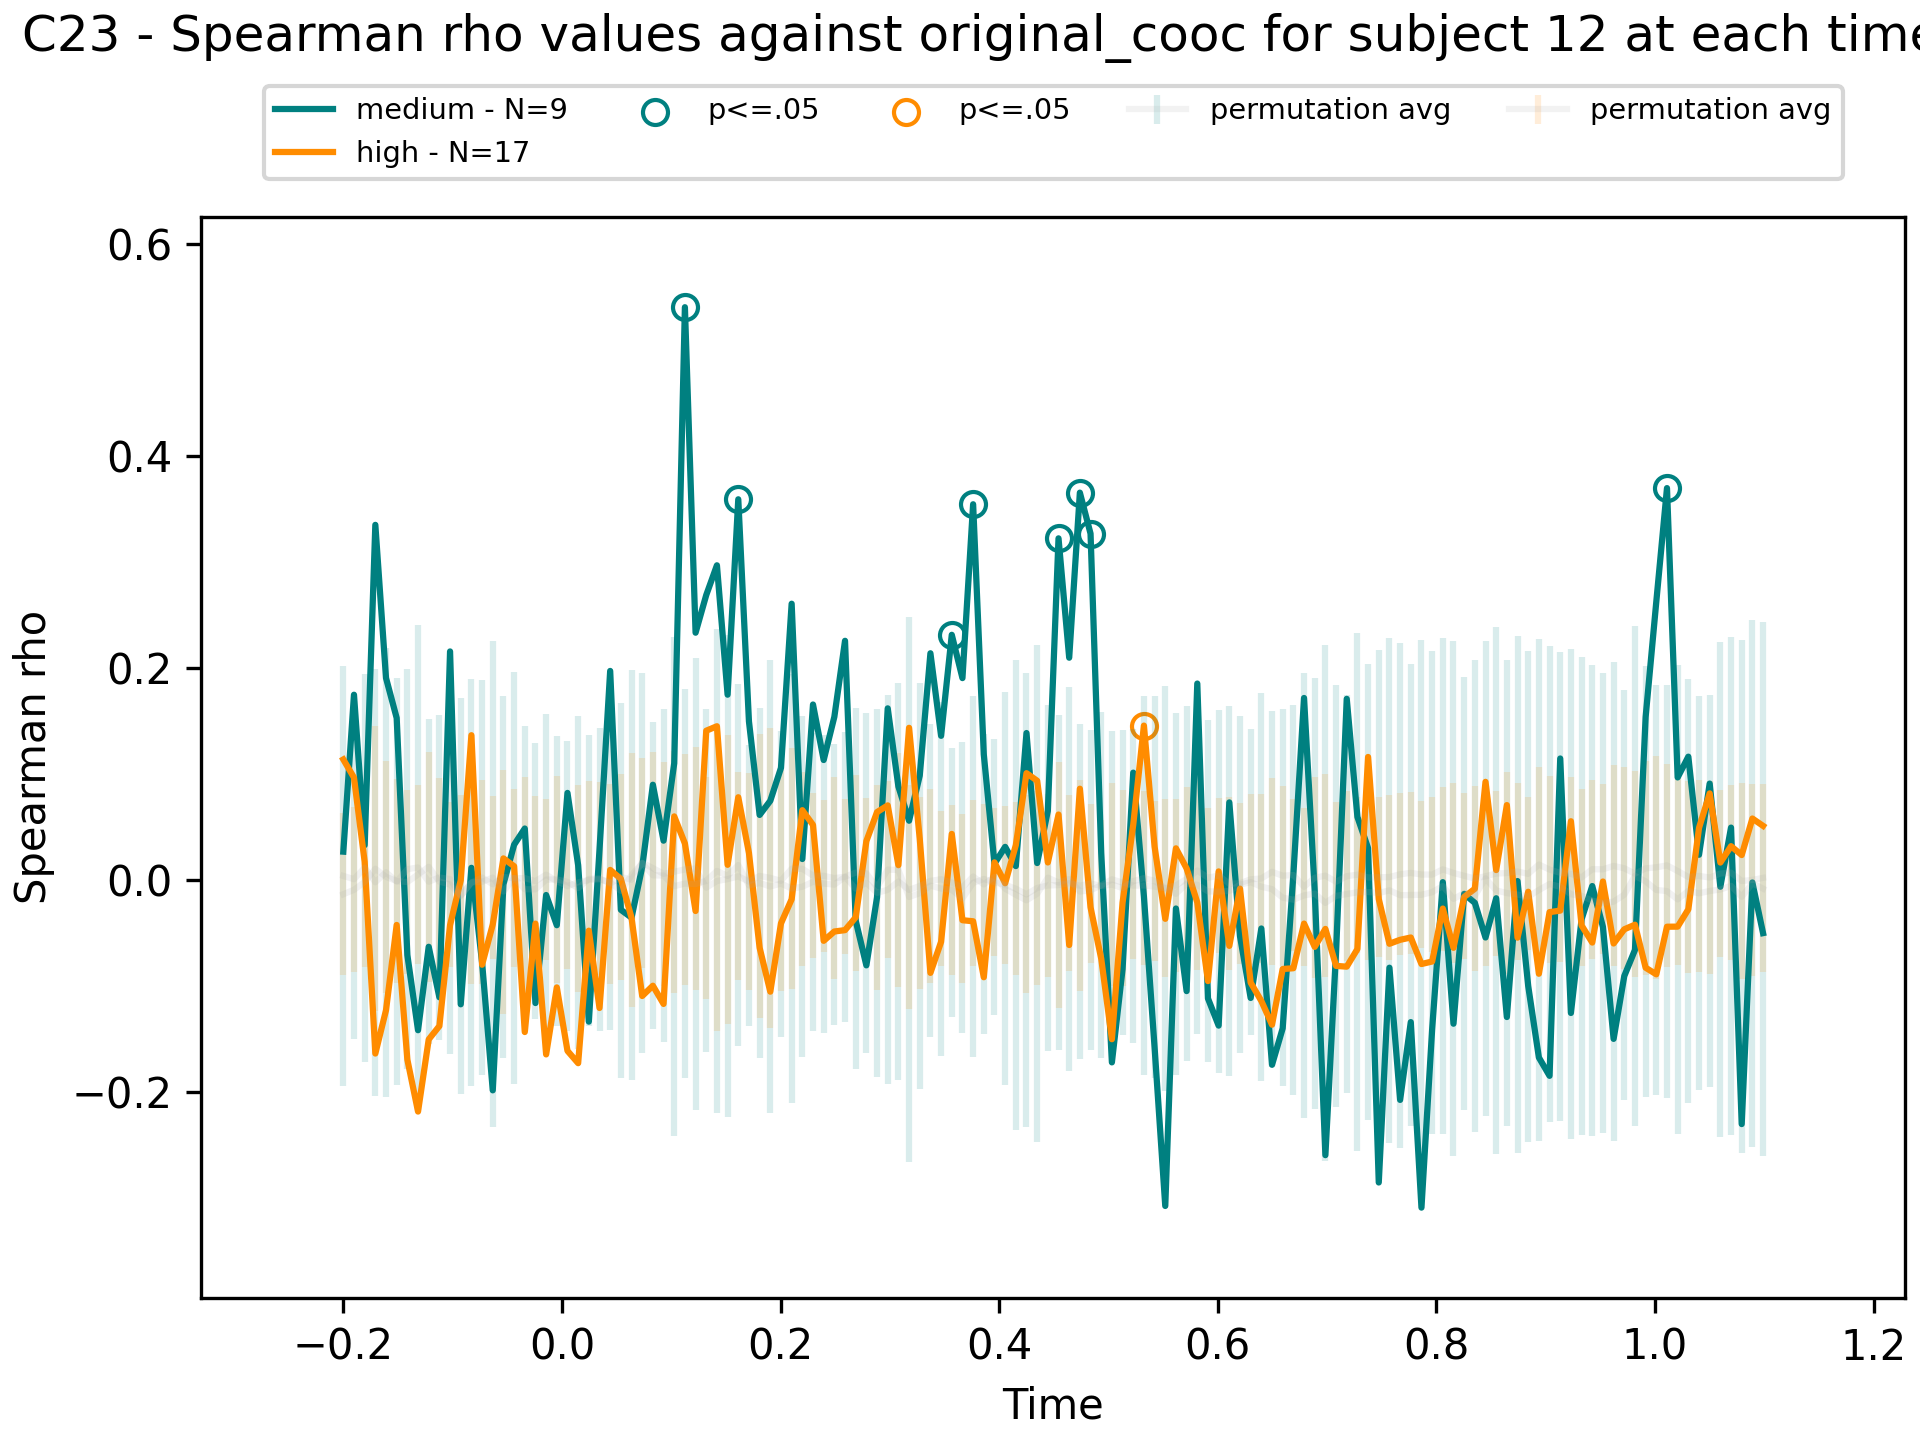 C23 - Spearman rho values against original_cooc for subject 12 at each time
medium - N=9
high - N=17
p<=.05
p<=.05
permutation avg
permutation avg
Spearman rho
0.6
0.4
0.2
0.0
−0.2
−0.2 0.0 0.2 0.4 0.6 0.8 1.0 1.2
Time